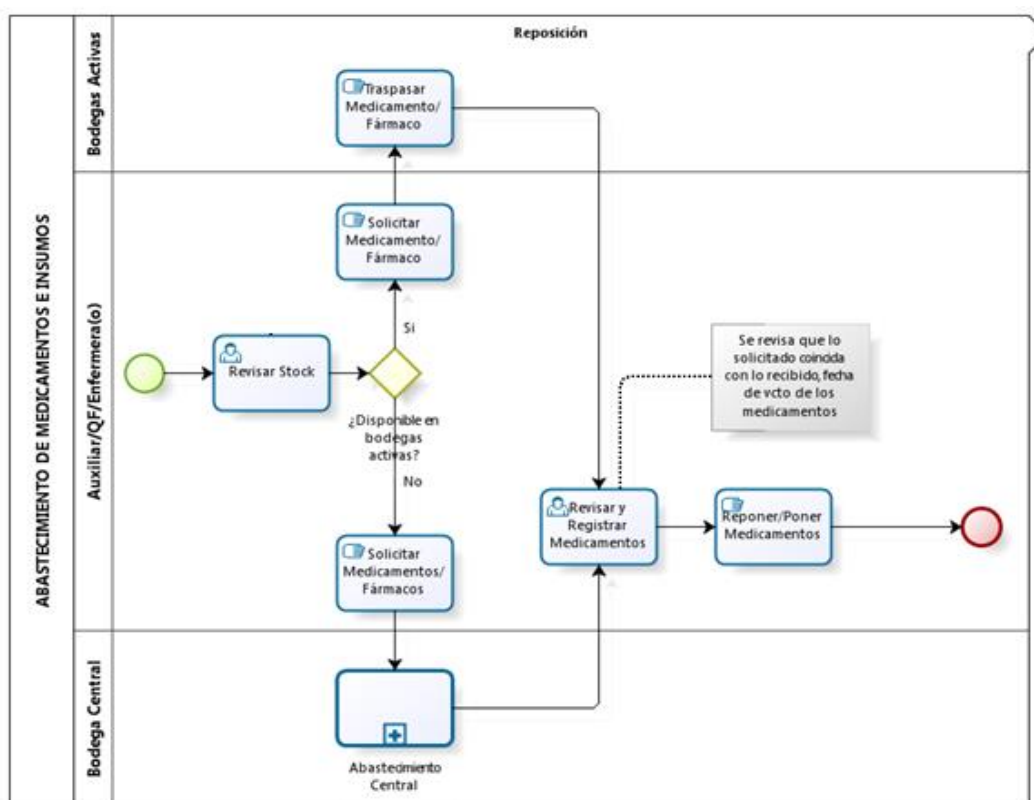 Reposición
ABASTECIMIENTO DE MEDICAMENTOS E INSUMOS
Bodegas Activas
Traspasar
Medicamento/
Fármaco
Auxiliar/QF/Enfermera(o)
Solicitar
Medicamento/
Fármaco
Si
Revisar Stock
¿Disponible en
bodegas
activas?
No
Se revisa que lo
solicitado coincida
con lo recibido, fecha
de vcto de los
medicamentos
Revisar y
Registrar
Medicamentos
Reponer/Poner
Medicamentos
Solicitar
Medicamentos/
Fármacos
Bodega Central
Abastecimiento
Central